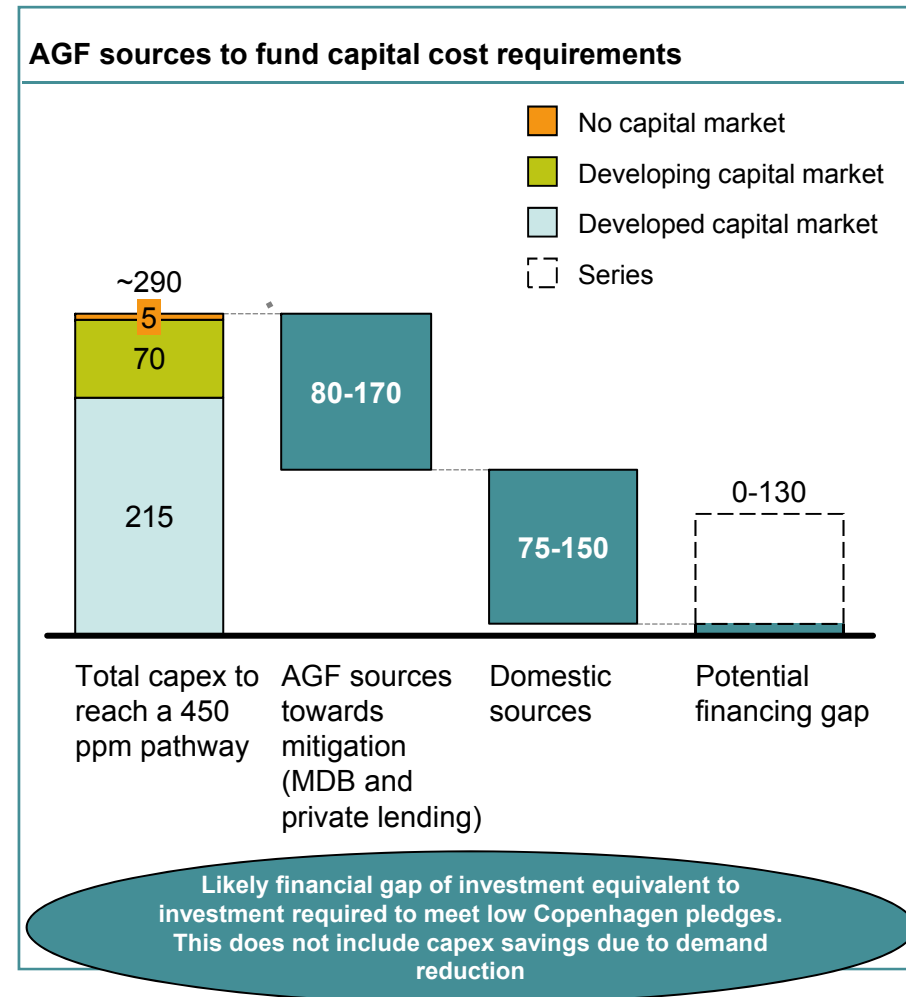 AGF sources to fund capital cost requirements
No capital market
Developing capital market
Developed capital market
Series
~290
5
70
215
80-170
75-150
0-130
Total capex to
reach a 450
ppm pathway
AGF sources
towards
mitigation
(MDB and
private lending)
Domestic
sources
Potential
financing gap
Likely financial gap of investment equivalent to
investment required to meet low Copenhagen pledges.
This does not include capex savings due to demand
reduction